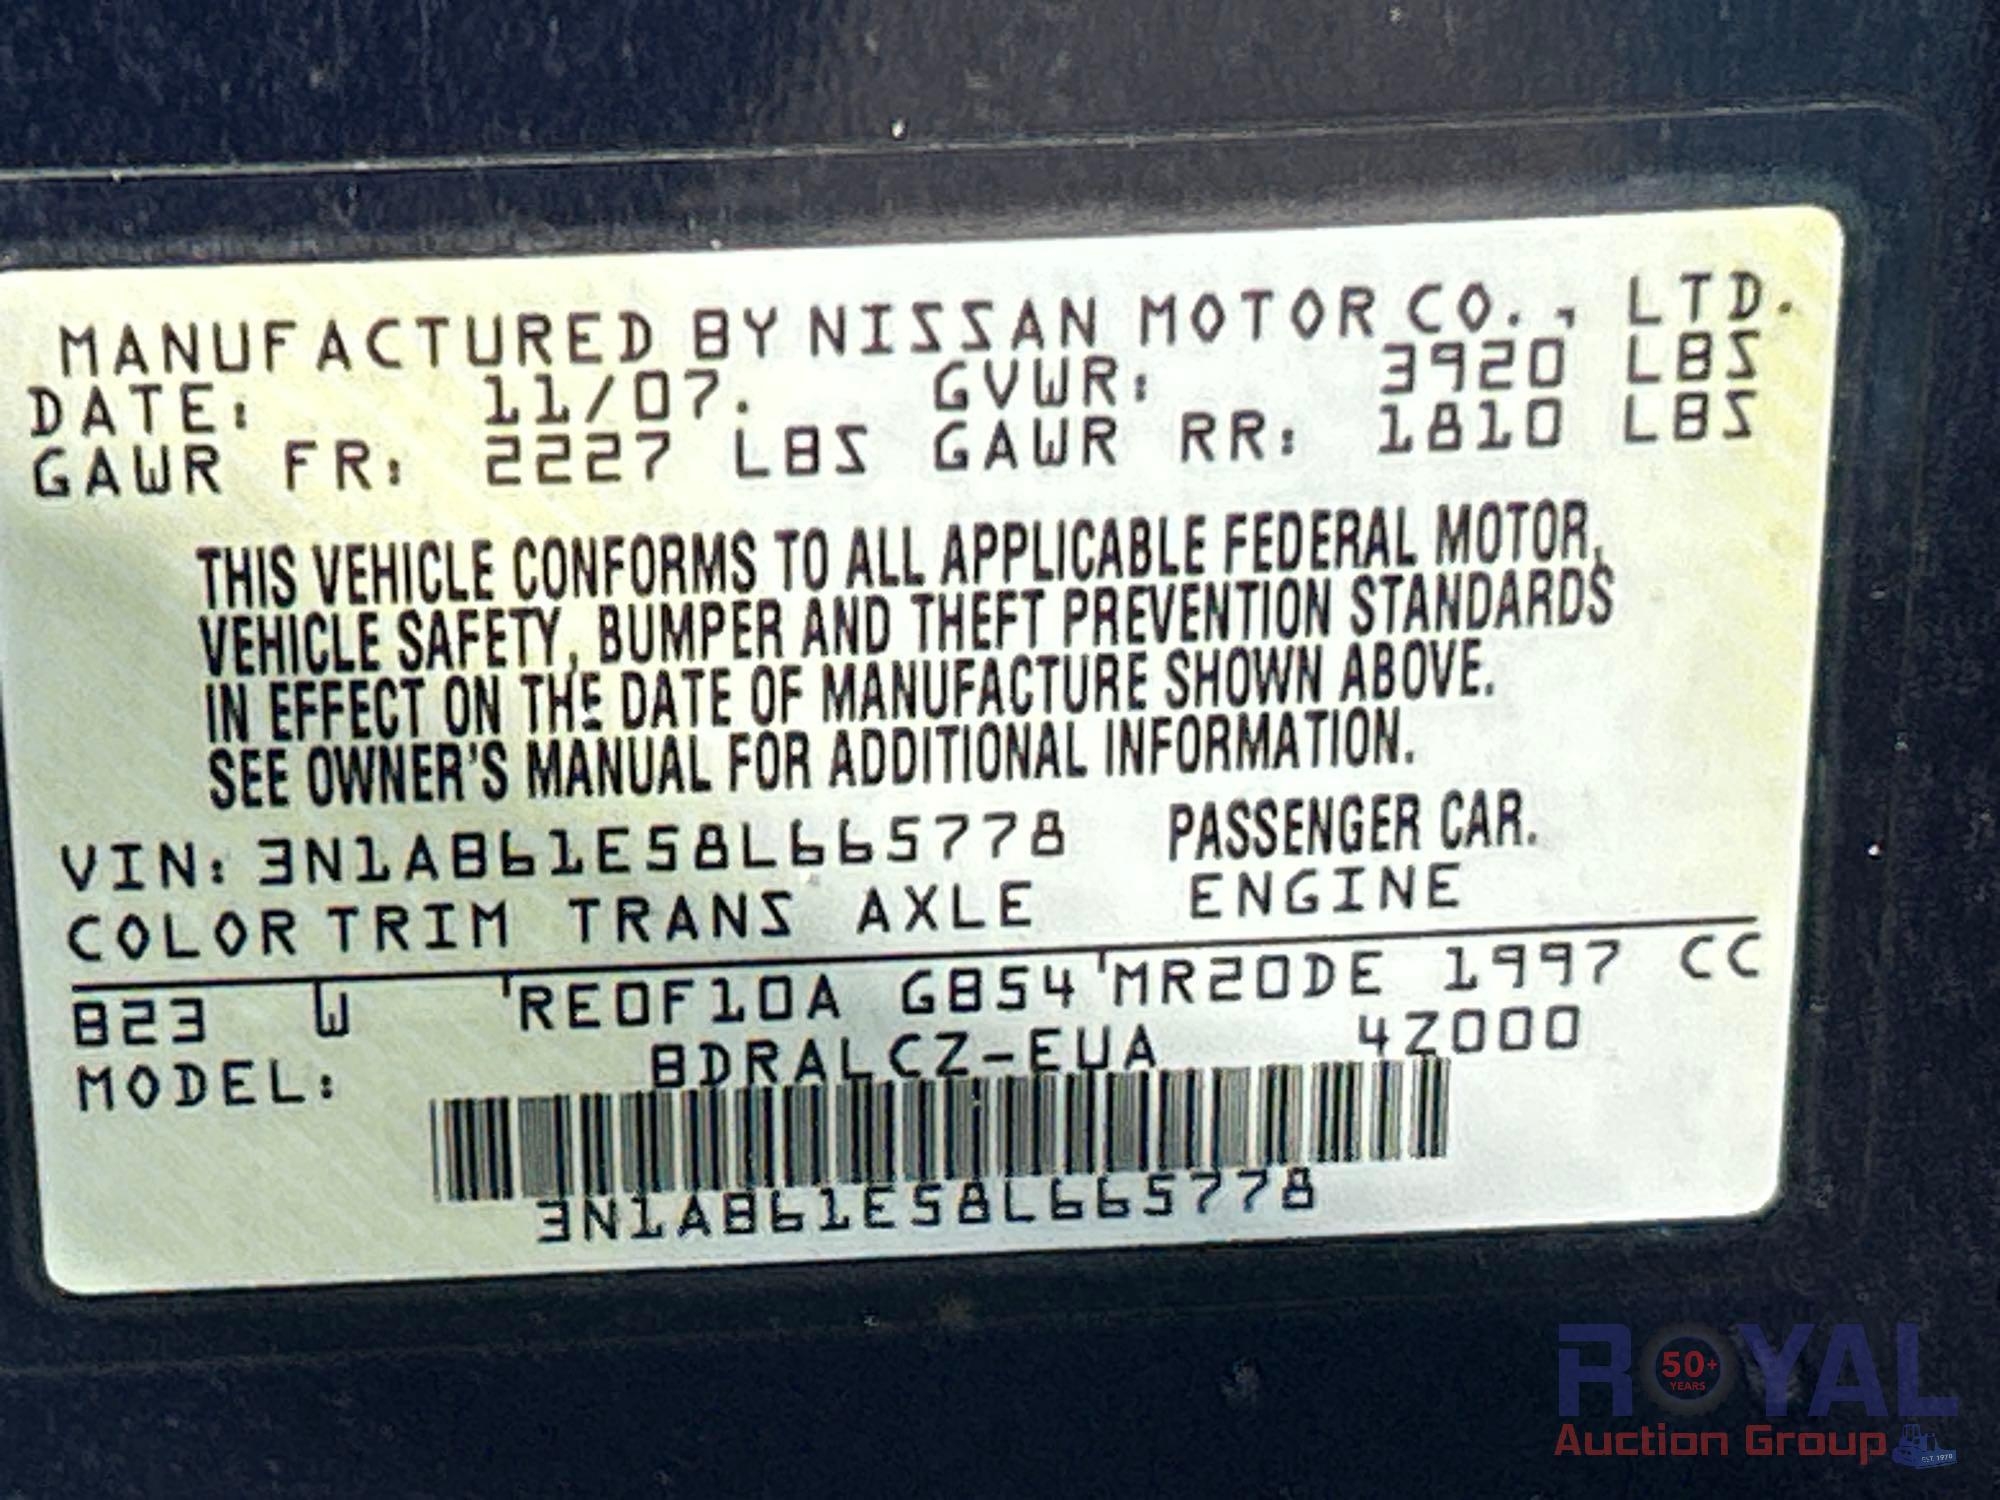 MANUFACTURED BY NISSAN MOTOR CO., LTD.
DATE: 11/07. GVWR: 3920 LBS
GAWR FR: 2227 LBS GAWR RR: 1810 LBS
THIS VEHICLE CONFORMS TO ALL APPLICABLE FEDERAL MOTOR,
VEHICLE SAFETY, BUMPER AND THEFT PREVENTION STANDARDS
IN EFFECT ON THE DATE OF MANUFACTURE SHOWN ABOVE.
SEE OWNER'S MANUAL FOR ADDITIONAL INFORMATION.
VIN: 3N1AB61E58L665778 PASSENGER CAR.
COLOR TRIM TRANS AXLE ENGINE
B23 W 'RE0F10A GB54 'MR20DE 1997 CC
MODEL: BDRALCZ-EUA 4Z000
3N1AB61E58L665778
ROYAL
50+
YEARS
Auction Group
EST. 1970